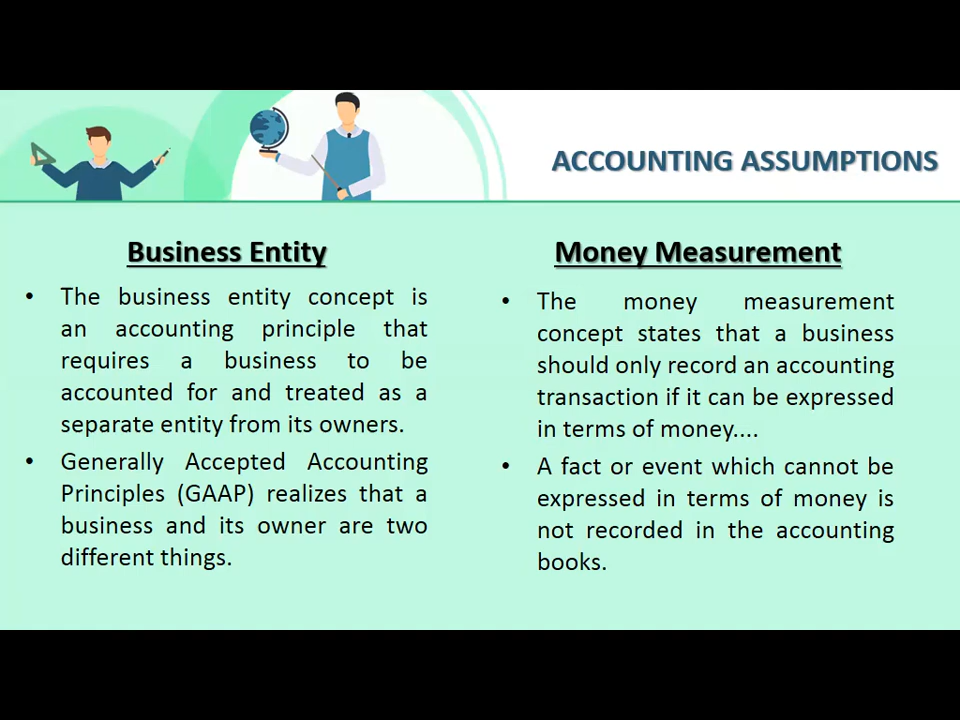 ACCOUNTING ASSUMPTIONS
Business Entity
• The business entity concept is
an accounting principle that
requires a business to be
accounted for and treated as a
separate entity from its owners.
• Generally Accepted Accounting
Principles (GAAP) realizes that a
business and its owner are two
different things.
Money Measurement
• The money measurement
concept states that a business
should only record an accounting
transaction if it can be expressed
in terms of money....
• A fact or event which cannot be
expressed in terms of money is
not recorded in the accounting
books.